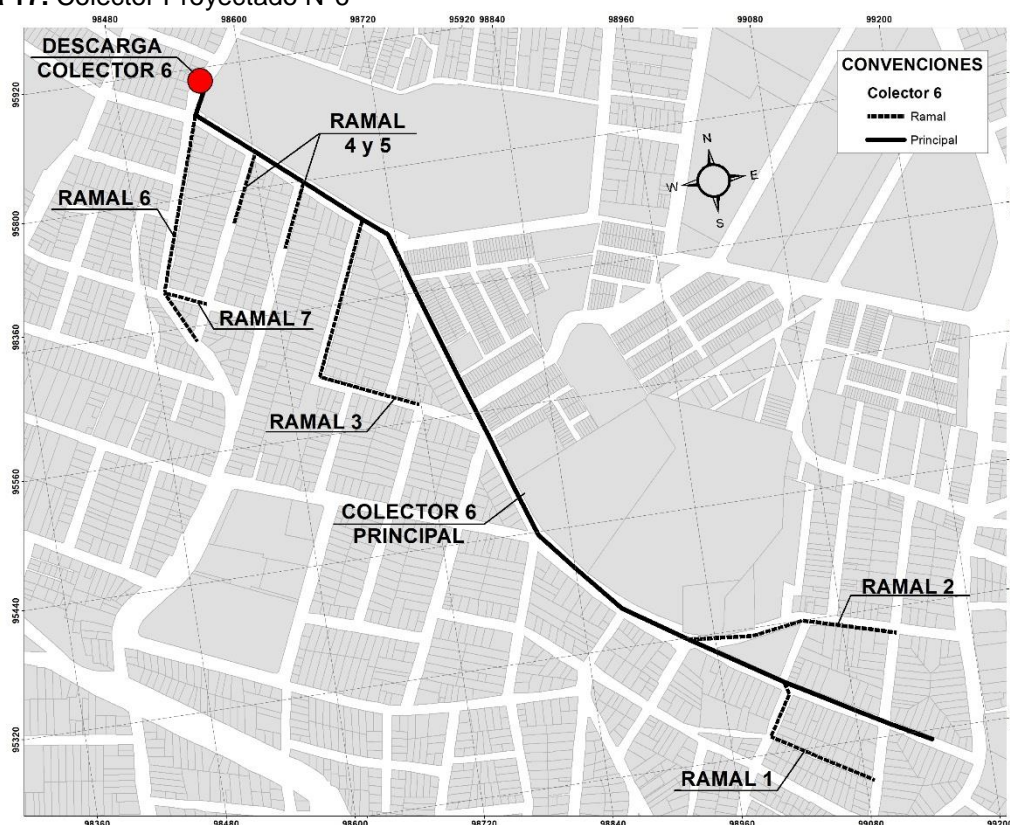 17. Colector Proyectado N°6
98480 98600 98720 95920 98840 98960 99080 99200
DESCARGA
COLECTOR 6
CONVENCIONES
Colector 6
Ramal
Principal
95920
RAMAL
4 y 5
N
W E
S
RAMAL 6
95800
RAMAL 7
98360
RAMAL 3
95560
COLECTOR 6
PRINCIPAL
95440
RAMAL 2
95320
RAMAL 1
98360 98480 98600 98720 98840 98960 99080 99200